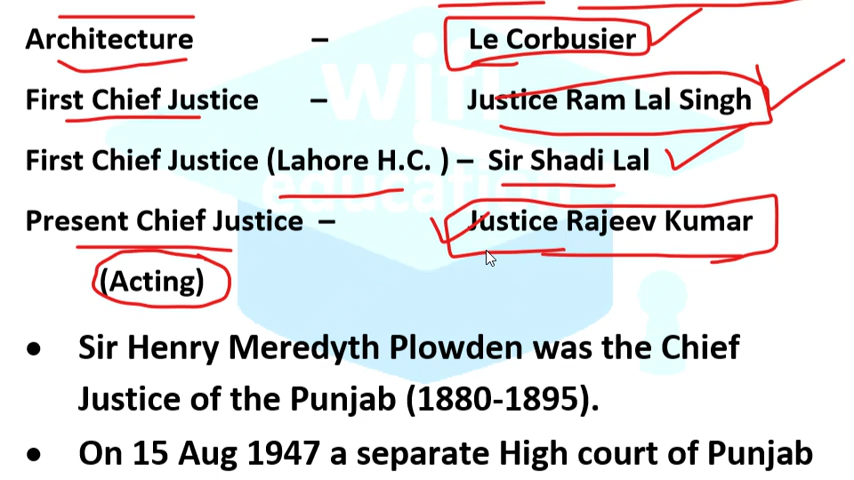 Architecture – Le Corbusier
First Chief Justice – Justice Ram Lal Singh
First Chief Justice (Lahore H.C. ) – Sir Shadi Lal
Present Chief Justice – Justice Rajeev Kumar
(Acting)
wifi
education
• Sir Henry Meredyth Plowden was the Chief
Justice of the Punjab (1880-1895).
• On 15 Aug 1947 a separate High court of Punjab